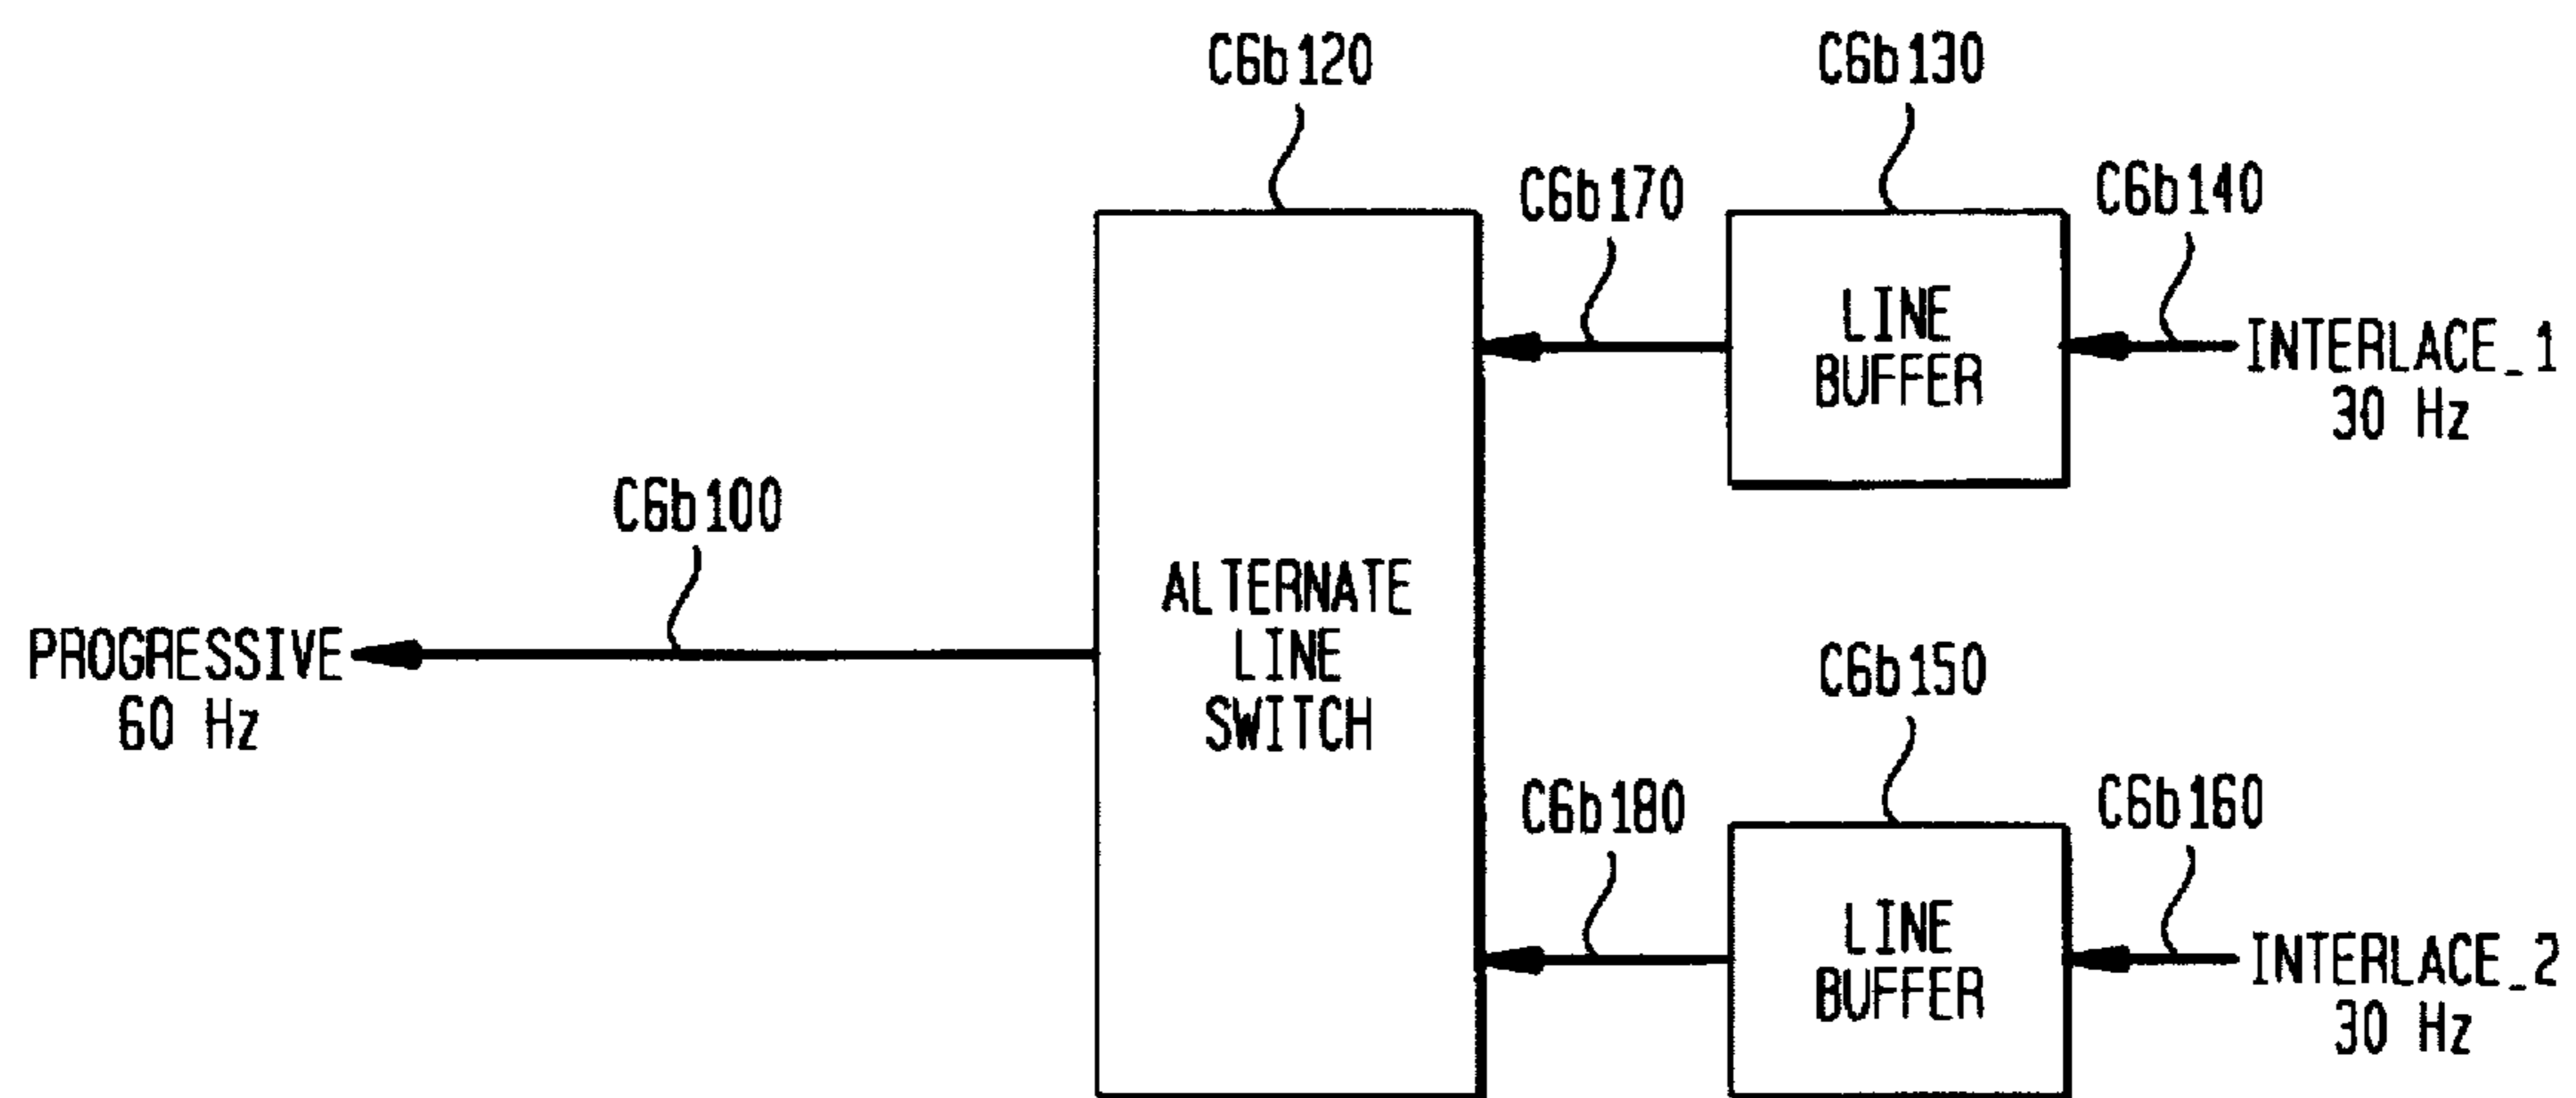 C6b120
C6b130
C6b170
C6b140
LINE
BUFFER
INTERLACE_1
30 Hz
C6b100
ALTERNATE
LINE
SWITCH
PROGRESSIVE
60 Hz
C6b150
C6b180
C6b160
LINE
BUFFER
INTERLACE_2
30 Hz